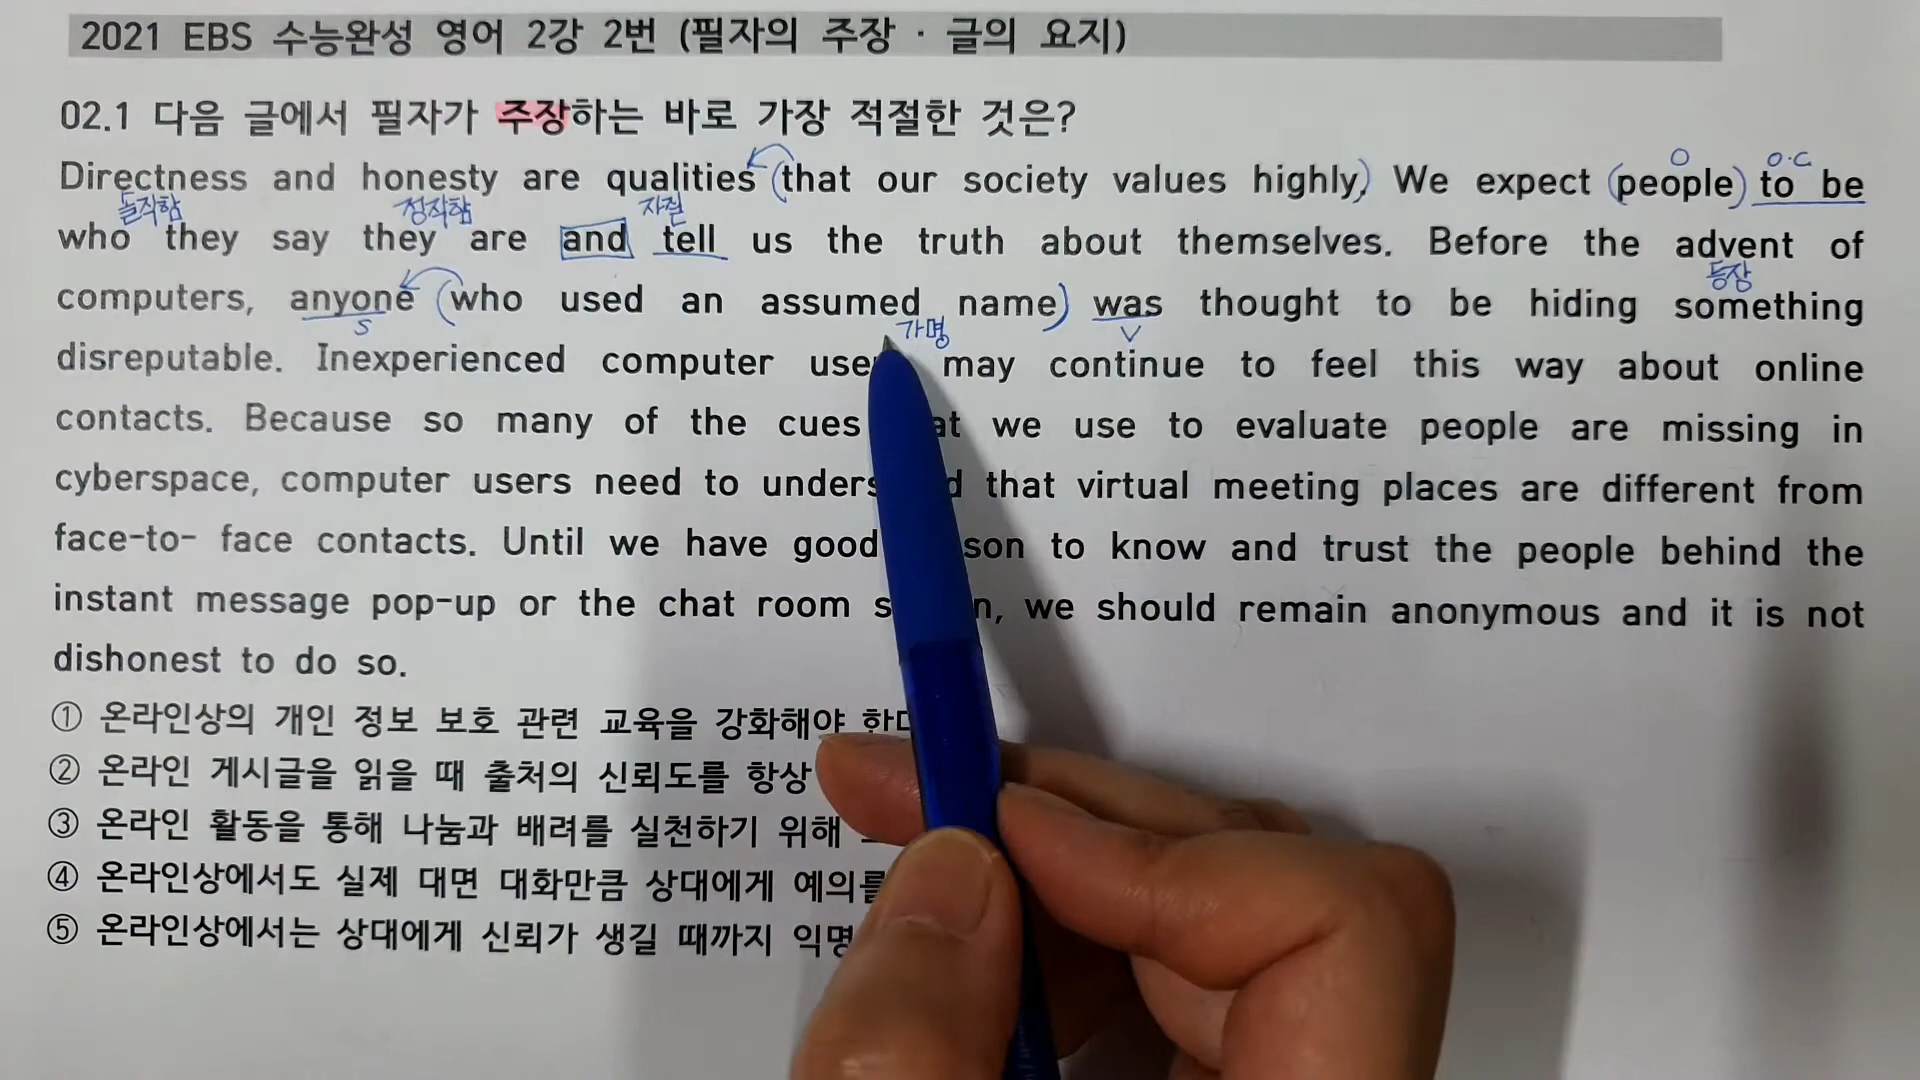 2021 EBS 수능완성 영어 2강 2번 (필자의 주장 · 글의 요지)
02.1 다음 글에서 필자가 주장하는 바로 가장 적절한 것은?
O O.C
Directness and honesty are qualities (that our society values highly,) We expect (people) to be
솔직함 정직함 자질
who they say they are and tell us the truth about themselves. Before the advent of
등장
computers, anyone (who used an assumed name) was thought to be hiding something
S 가명 V
disreputable. Inexperienced computer may continue to feel this way about online
contacts. Because so many of the cues we use to evaluate people are missing in
cyberspace, computer users need to that virtual meeting places are different from
face-to- face contacts. Until we have good to know and trust the people behind the
instant message pop-up or the chat room we should remain anonymous and it is not
dishonest to do so.
① 온라인상의 개인 정보 보호 관련 교육을 강화해야
② 온라인 게시글을 읽을 때 출처의 신뢰도를 항상
③ 온라인 활동을 통해 나눔과 배려를 실천하기 위해
④ 온라인상에서도 실제 대면 대화만큼 상대에게 예의를
⑤ 온라인상에서는 상대에게 신뢰가 생길 때까지 익명